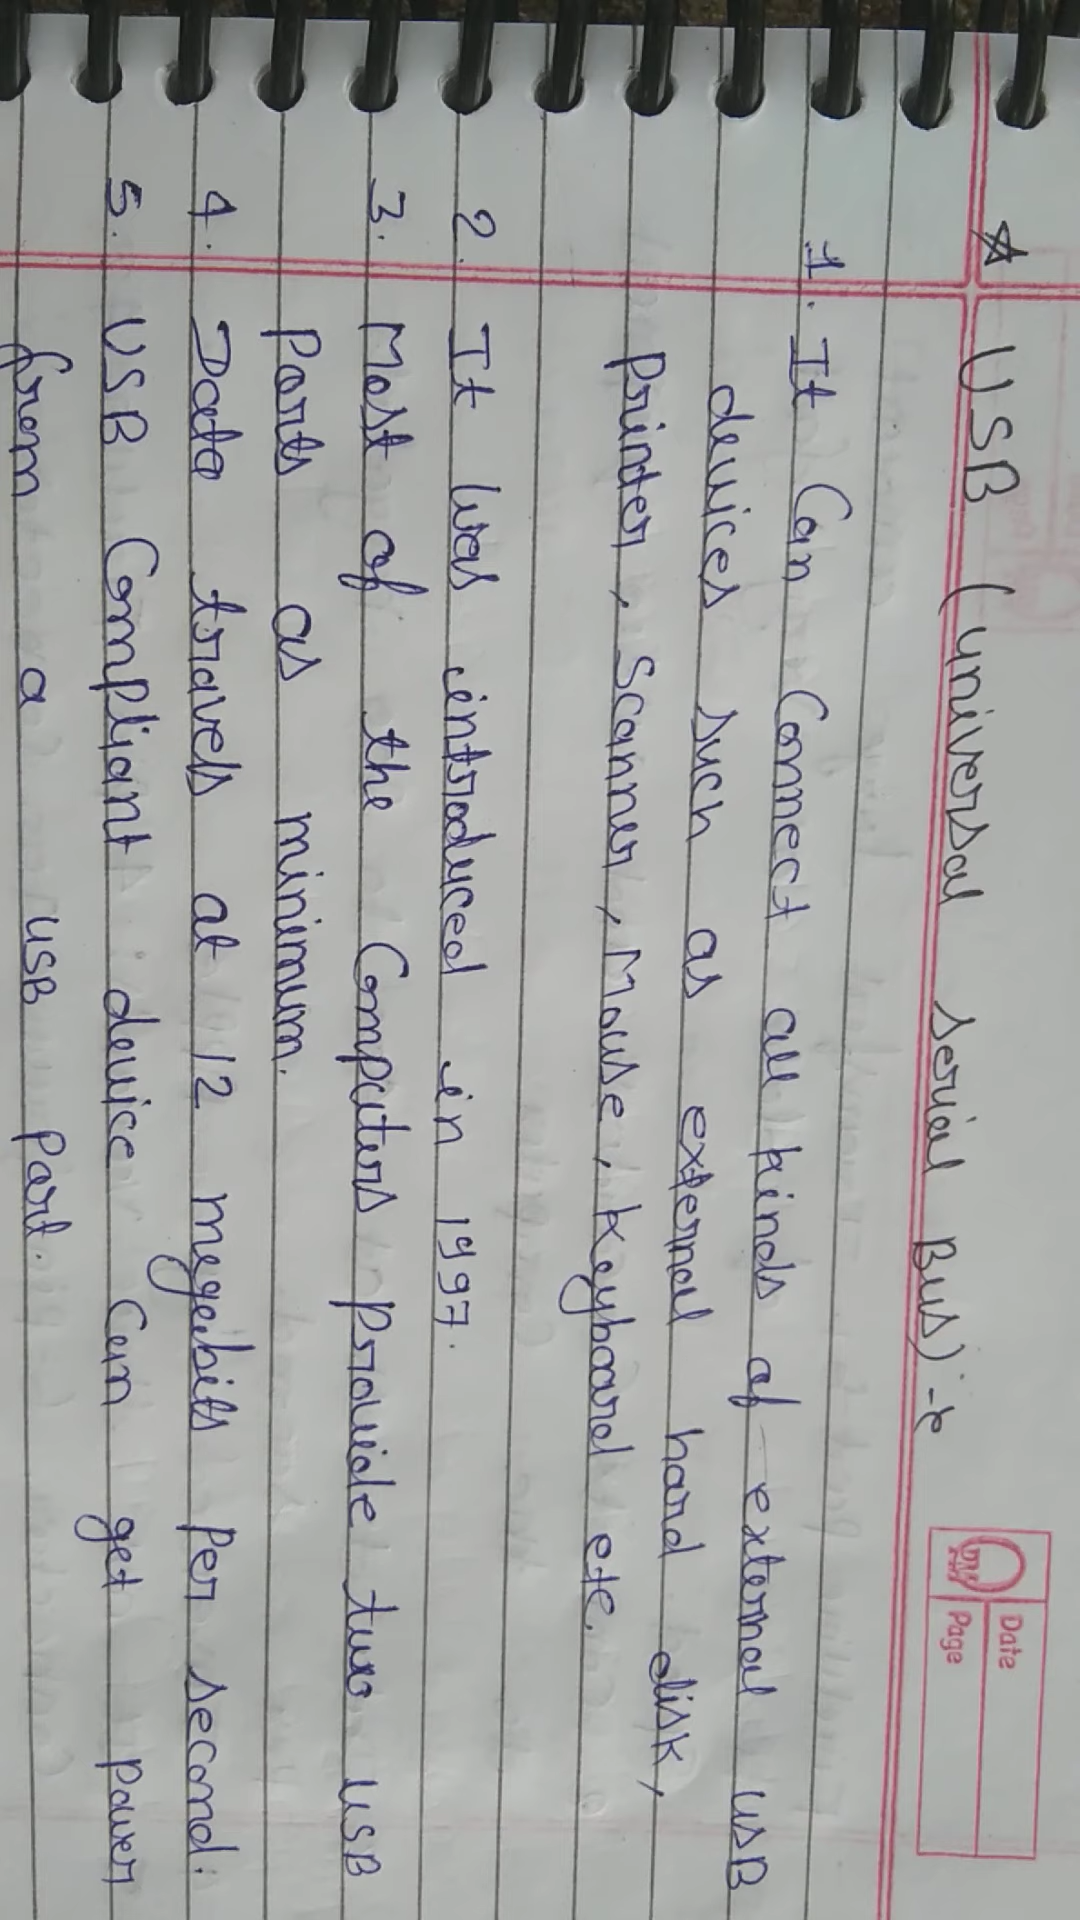 Date
Page
☆ USB (Universal Serial Bus) :-
1. It Can Connect all kinds of external USB
devices such as external hard disk,
Printer, Scanner, Mouse, Keyboard etc.
2. It was introduced in 1997.
3. Most of the Computers Provide two USB
Ports as minimum.
4. Data travels at 12 megabits Per second.
5. USB Compliant device Can get Power
from a USB Port.